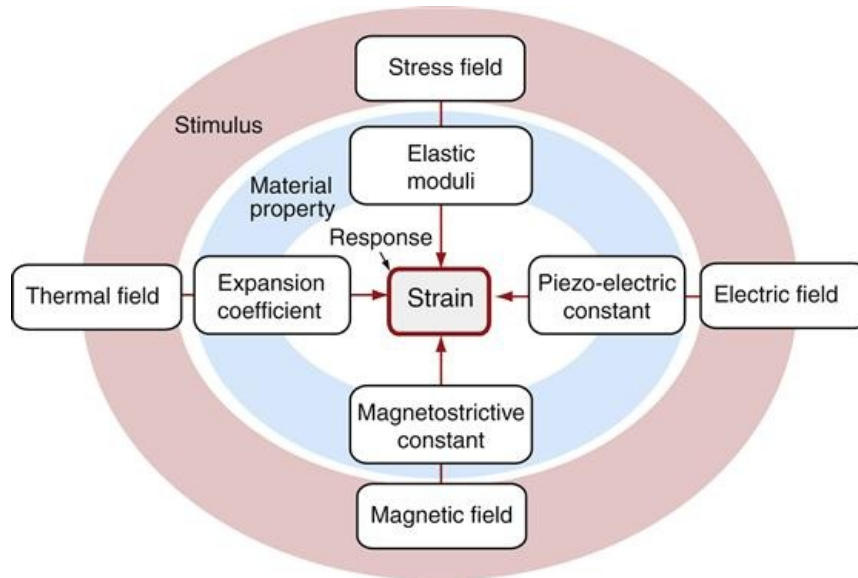 Stress field
Stimulus
Elastic
moduli
Material
property
Response
Thermal field
Expansion
coefficient
Strain
Piezo-electric
constant
Electric field
Magnetostrictive
constant
Magnetic field